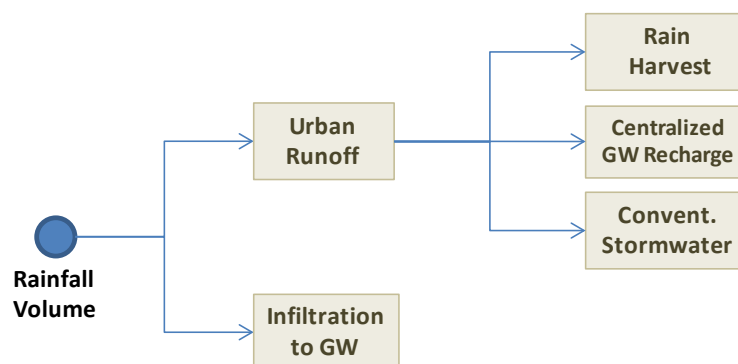 Rain
Harvest
Urban
Runoff
Centralized
GW Recharge
Convent.
Stormwater
Rainfall
Volume
Infiltration
to GW